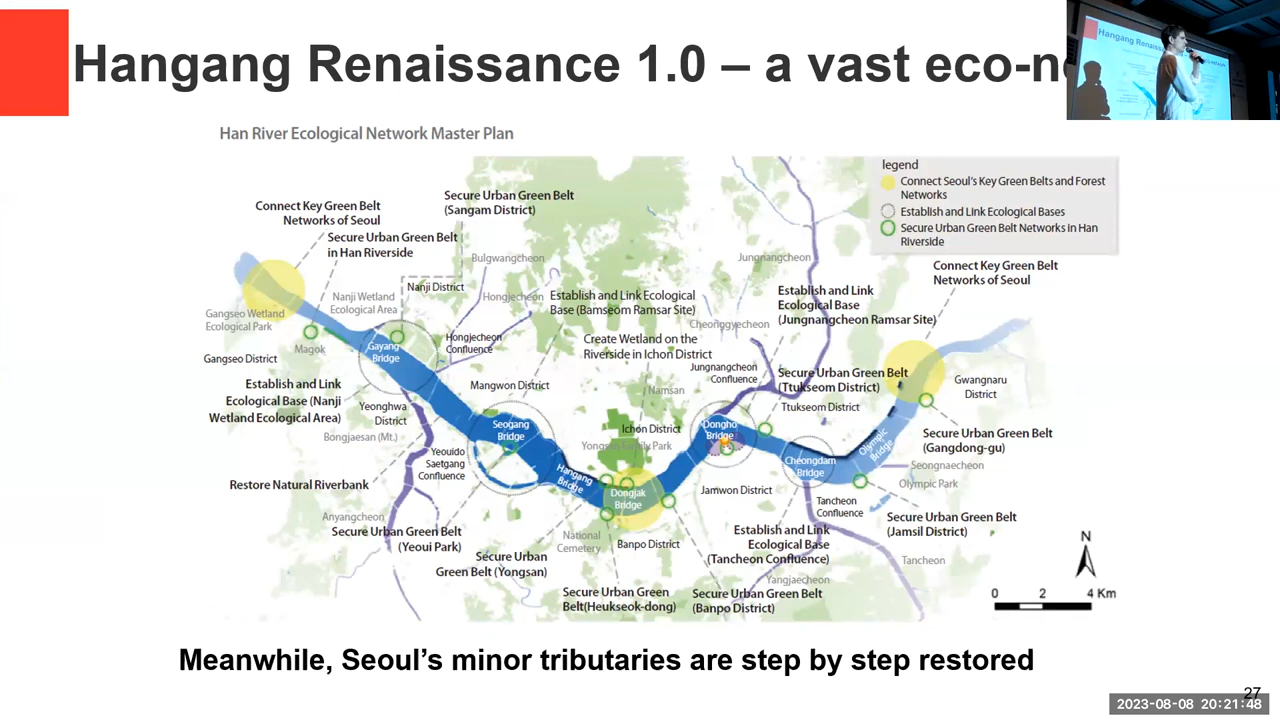 Hangang Renaissance 1.0 – a vast eco-n
Han River Ecological Network Master Plan
legend
Connect Seoul's Key Green Belts and Forest
Networks
Establish and Link Ecological Bases
Secure Urban Green Belt Networks in Han
Riverside
Secure Urban Green Belt
(Sangam District)
Connect Key Green Belt
Networks of Seoul
Secure Urban Green Belt
in Han Riverside
Bulgwangcheon
Jungnangcheon
Connect Key Green Belt
Networks of Seoul
Nanji District
Nanji Wetland
Ecological Area
Hongjecheon
Establish and Link Ecological
Base (Bamseom Ramsar Site)
Establish and Link
Ecological Base
(Jungnangcheon Ramsar Site)
Gangseo Wetland
Ecological Park
Cheonggyecheon
Magok
Gayang
Bridge
Hongjecheon
Confluence
Create Wetland on the
Riverside in Ichon District
Gangseo District
Jungnangcheon
Confluence
Secure Urban Green Belt
(Ttukseom District)
Gwangnaru
District
Establish and Link
Ecological Base (Nanji
Wetland Ecological Area)
Mangwon District
Namsan
Yeonghwa
District
Ttukseom District
Bongjaesan (Mt.)
Seogang
Bridge
Ichon District
Yongsan Family Park
Dongho
Bridge
Olympic
Bridge
Secure Urban Green Belt
(Gangdong-gu)
Yeouido
Saetgang
Confluence
Hangang
Bridge
Cheongdam
Bridge
Seongnaecheon
Olympic Park
Restore Natural Riverbank
Dongjak
Bridge
Jamwon District
Tancheon
Confluence
Anyangcheon
Secure Urban Green Belt
(Yeoui Park)
National
Cemetery
Banpo District
Establish and Link
Ecological Base
(Tancheon Confluence)
Secure Urban Green Belt
(Jamsil District)
Secure Urban
Green Belt (Yongsan)
Tancheon
Yangjaecheon
Secure Urban Green
Belt(Heukseok-dong)
Secure Urban Green Belt
(Banpo District)
N
0 2 4 Km
Meanwhile, Seoul's minor tributaries are step by step restored
27
2023-08-08 20:21:48